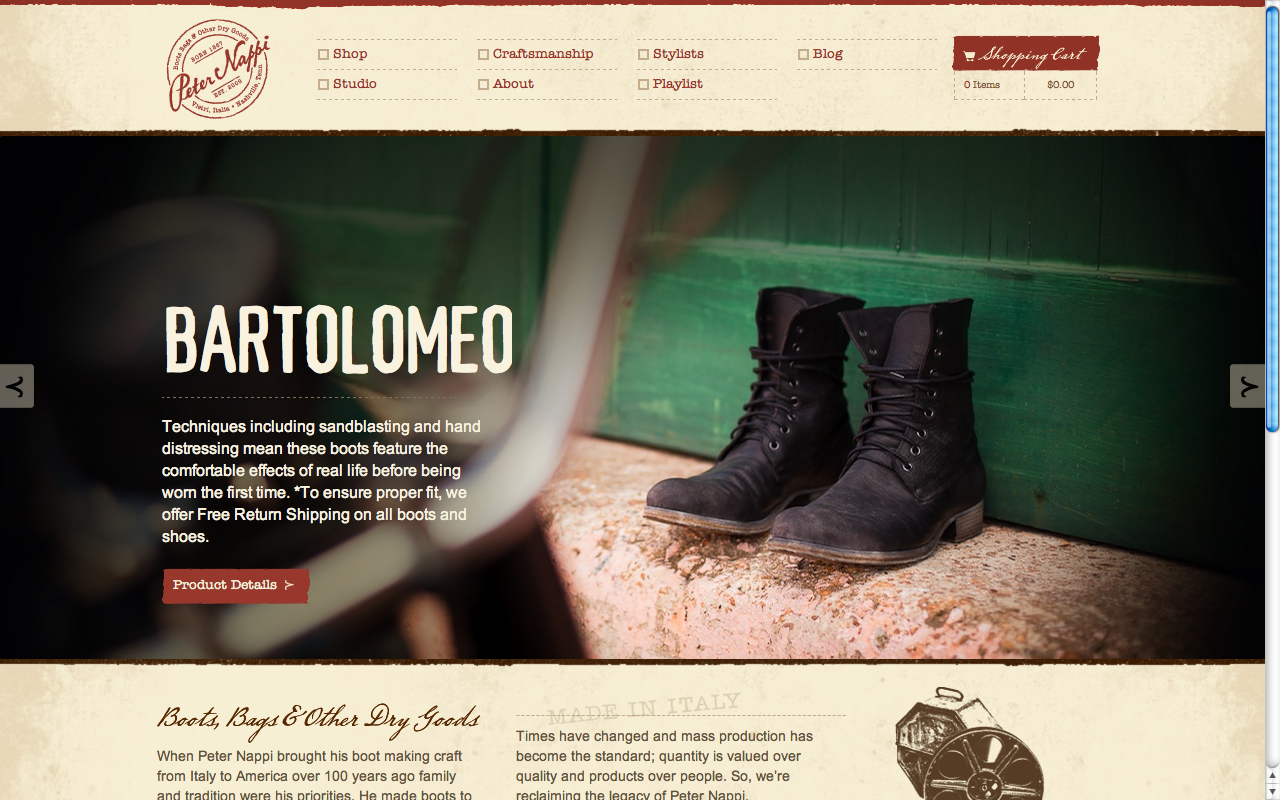 Boots Bags & Other Dry Goods
BORN 1867
Peter Nappi
EST. 2009
Vietri, Italia • Nashville, Tenn
Shop
Craftsmanship
Stylists
Blog
Studio
About
Playlist
Shopping Cart
0 Items
$0.00
BARTOLOMEO
Techniques including sandblasting and hand
distressing mean these boots feature the
comfortable effects of real life before being
worn the first time. *To ensure proper fit, we
offer Free Return Shipping on all boots and
shoes.
Product Details
Boots, Bags & Other Dry Goods
When Peter Nappi brought his boot making craft
from Italy to America over 100 years ago family
and tradition were his priorities. He made boots to
MADE IN ITALY
Times have changed and mass production has
become the standard; quantity is valued over
quality and products over people. So, we're
reclaiming the legacy of Peter Nappi.